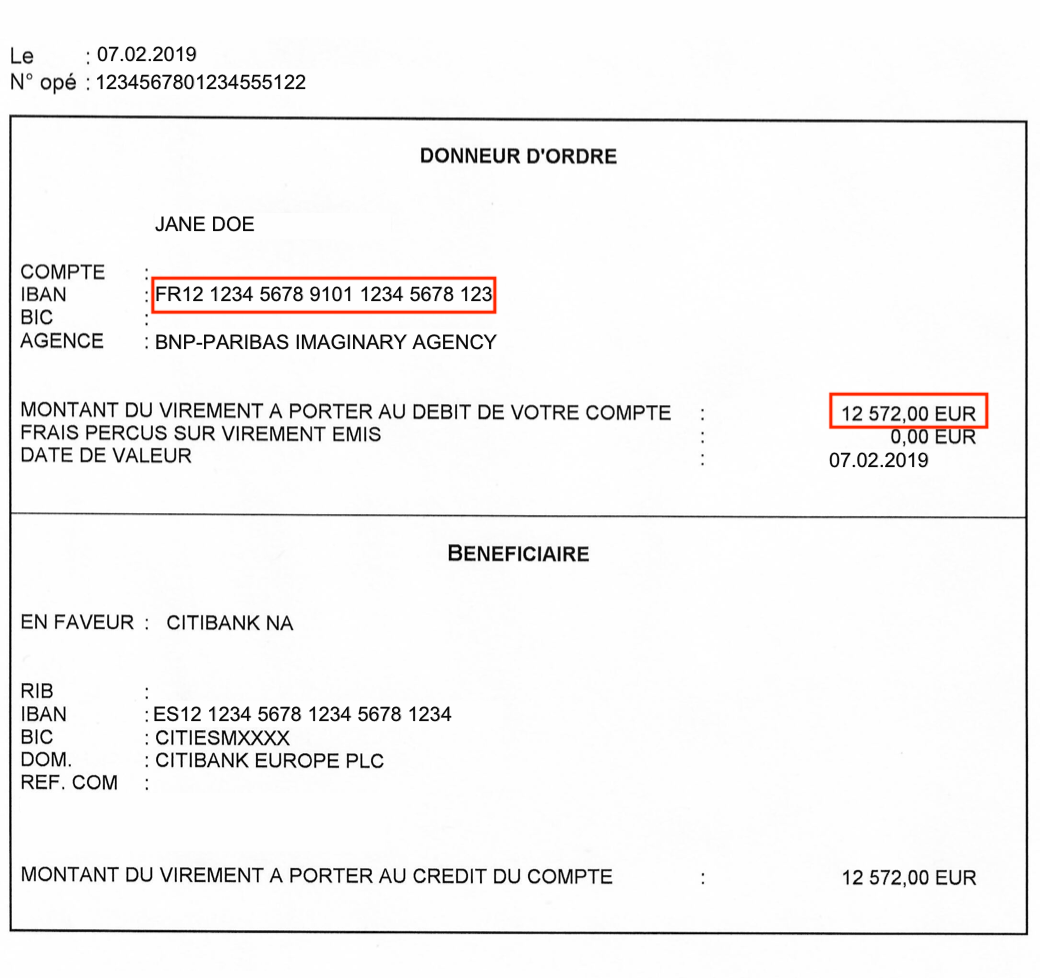 Le : 07.02.2019
N° opé : 1234567801234555122
DONNEUR D'ORDRE
JANE DOE
COMPTE :
IBAN : FR12 1234 5678 9101 1234 5678 123
BIC :
AGENCE : BNP-PARIBAS IMAGINARY AGENCY
MONTANT DU VIREMENT A PORTER AU DEBIT DE VOTRE COMPTE : 12 572,00 EUR
FRAIS PERCUS SUR VIREMENT EMIS : 0,00 EUR
DATE DE VALEUR : 07.02.2019
BENEFICIAIRE
EN FAVEUR : CITIBANK NA
RIB :
IBAN : ES12 1234 5678 1234 5678 1234
BIC : CITIESMXXXX
DOM. : CITIBANK EUROPE PLC
REF. COM :
MONTANT DU VIREMENT A PORTER AU CREDIT DU COMPTE : 12 572,00 EUR